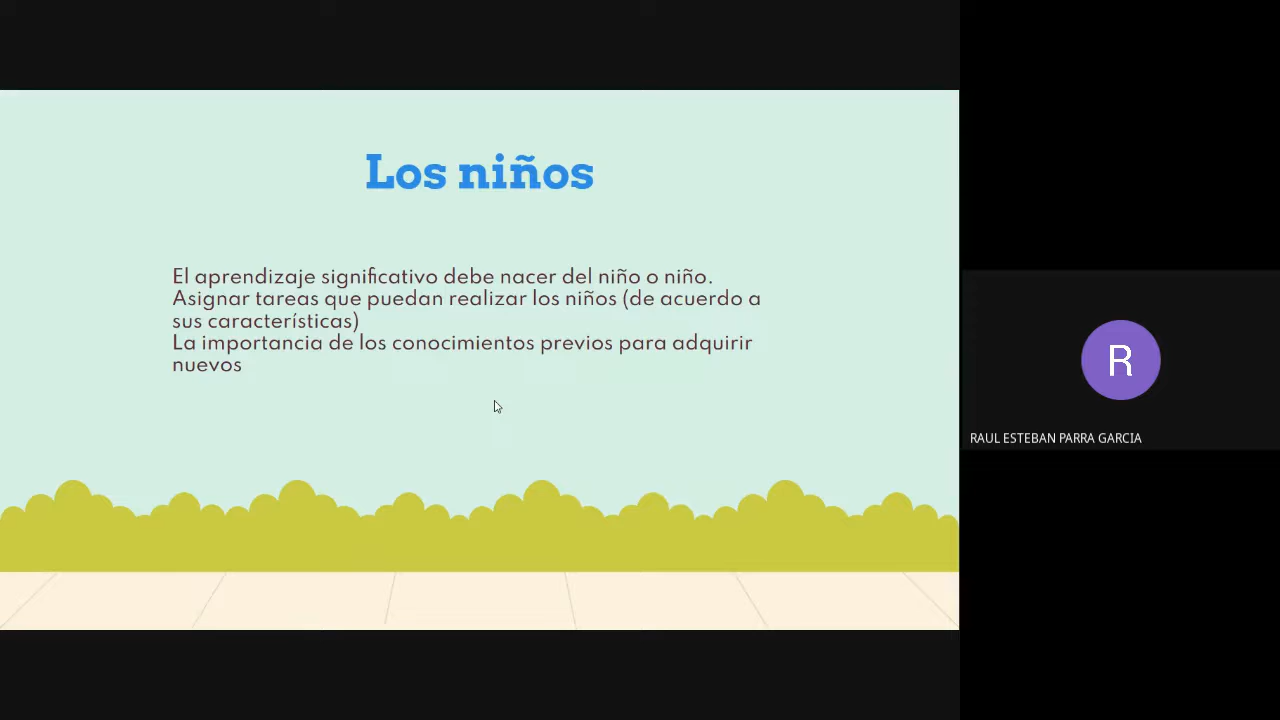 Los niños
El aprendizaje significativo debe nacer del niño o niño.
Asignar tareas que puedan realizar los niños (de acuerdo a
sus características)
La importancia de los conocimientos previos para adquirir
nuevos
R
RAUL ESTEBAN PARRA GARCIA